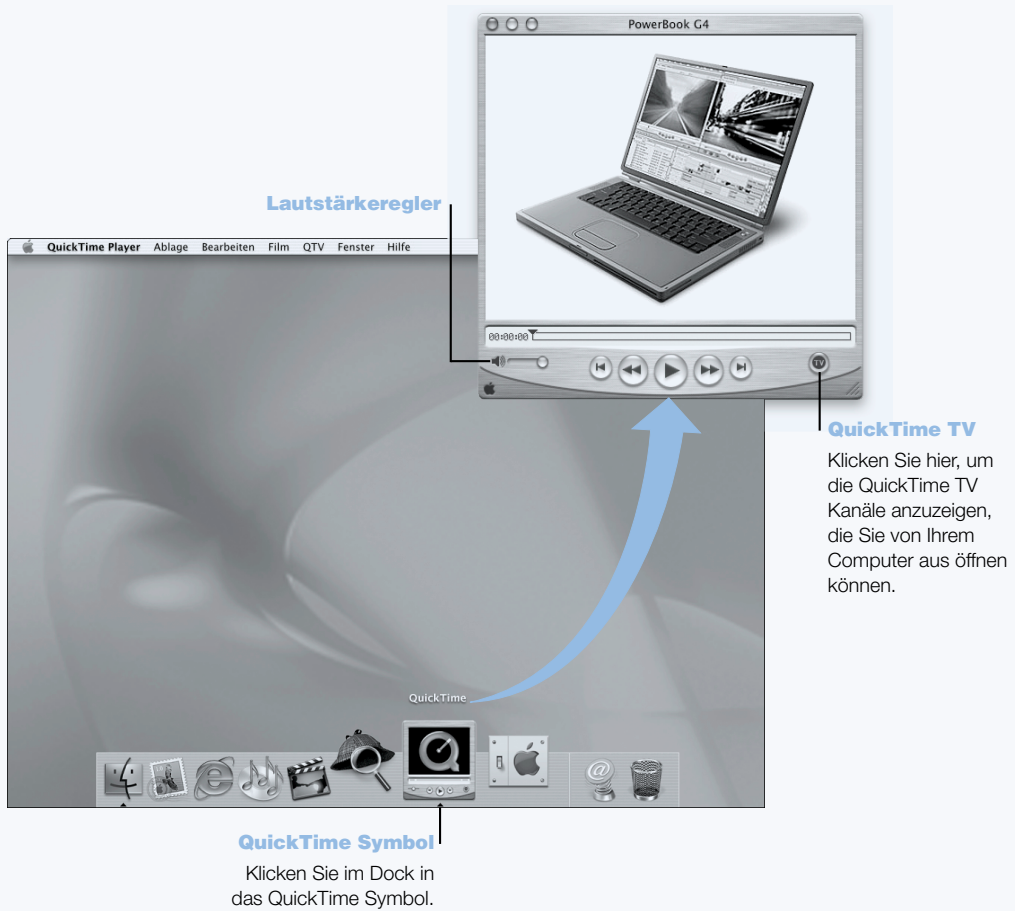 PowerBook G4
Lautstärkeregler
QuickTime Player Ablage Bearbeiten Film QTV Fenster Hilfe
00:00:00
TV
QuickTime TV
Klicken Sie hier, um
die QuickTime TV
Kanäle anzuzeigen,
die Sie von Ihrem
Computer aus öffnen
können.
QuickTime
QuickTime Symbol
Klicken Sie im Dock in
das QuickTime Symbol.